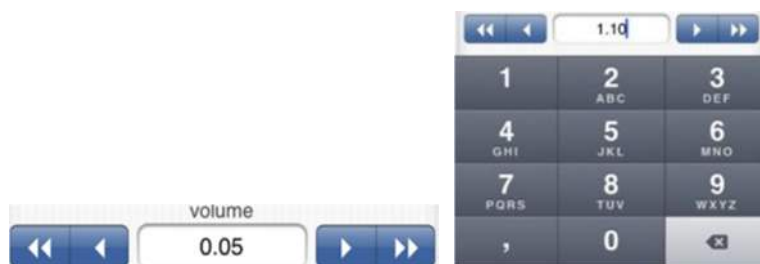 volume
0.05
1.10
1 2 3
ABC DEF
4 5 6
GHI JKL MNO
7 8 9
PQRS TUV WXYZ
, 0